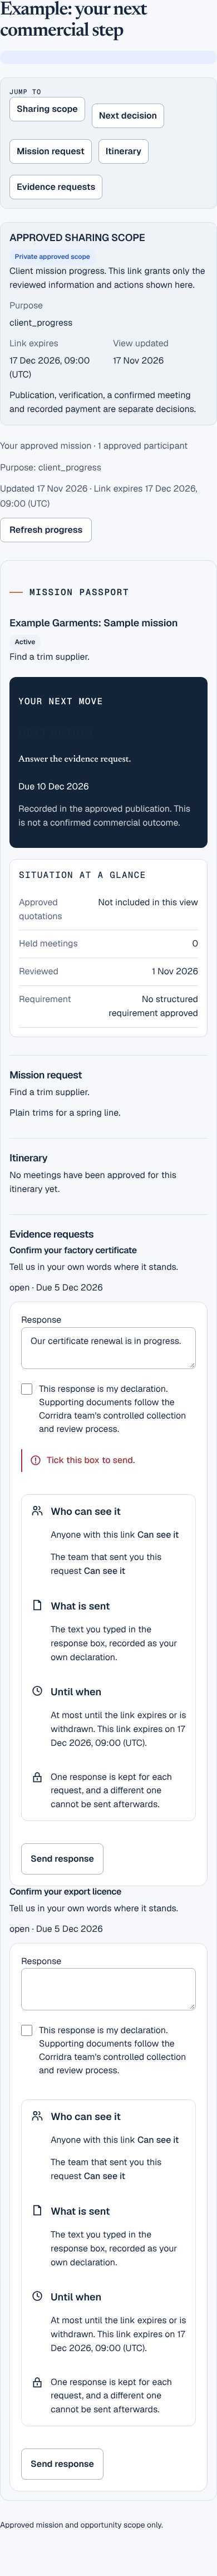 Example: your next
commercial step
JUMP TO
Sharing scope
Next decision
Mission request
Itinerary
Evidence requests
APPROVED SHARING SCOPE
Private approved scope
Client mission progress. This link grants only the
reviewed information and actions shown here.
Purpose
client_progress
Link expires
View updated
17 Dec 2026, 09:00
(UTC)
17 Nov 2026
Publication, verification, a confirmed meeting
and recorded payment are separate decisions.
Your approved mission · 1 approved participant
Purpose: client_progress
Updated 17 Nov 2026 · Link expires 17 Dec 2026,
09:00 (UTC)
Refresh progress
MISSION PASSPORT
Example Garments: Sample mission
Active
Find a trim supplier.
YOUR NEXT MOVE
Answer the evidence request.
Due 10 Dec 2026
Recorded in the approved publication. This
is not a confirmed commercial outcome.
SITUATION AT A GLANCE
Approved
quotations
Not included in this view
Held meetings 0
Reviewed 1 Nov 2026
Requirement No structured
requirement approved
Mission request
Find a trim supplier.
Plain trims for a spring line.
Itinerary
No meetings have been approved for this
itinerary yet.
Evidence requests
Confirm your factory certificate
Tell us in your own words where it stands.
open · Due 5 Dec 2026
Response
Our certificate renewal is in progress.
This response is my declaration.
Supporting documents follow the
Corridra team's controlled collection
and review process.
Tick this box to send.
Who can see it
Anyone with this link Can see it
The team that sent you this
request Can see it
What is sent
The text you typed in the
response box, recorded as your
own declaration.
Until when
At most until the link expires or is
withdrawn. This link expires on 17
Dec 2026, 09:00 (UTC).
One response is kept for each
request, and a different one
cannot be sent afterwards.
Send response
Confirm your export licence
Tell us in your own words where it stands.
open · Due 5 Dec 2026
Response
This response is my declaration.
Supporting documents follow the
Corridra team's controlled collection
and review process.
Who can see it
Anyone with this link Can see it
The team that sent you this
request Can see it
What is sent
The text you typed in the
response box, recorded as your
own declaration.
Until when
At most until the link expires or is
withdrawn. This link expires on 17
Dec 2026, 09:00 (UTC).
One response is kept for each
request, and a different one
cannot be sent afterwards.
Send response
Approved mission and opportunity scope only.